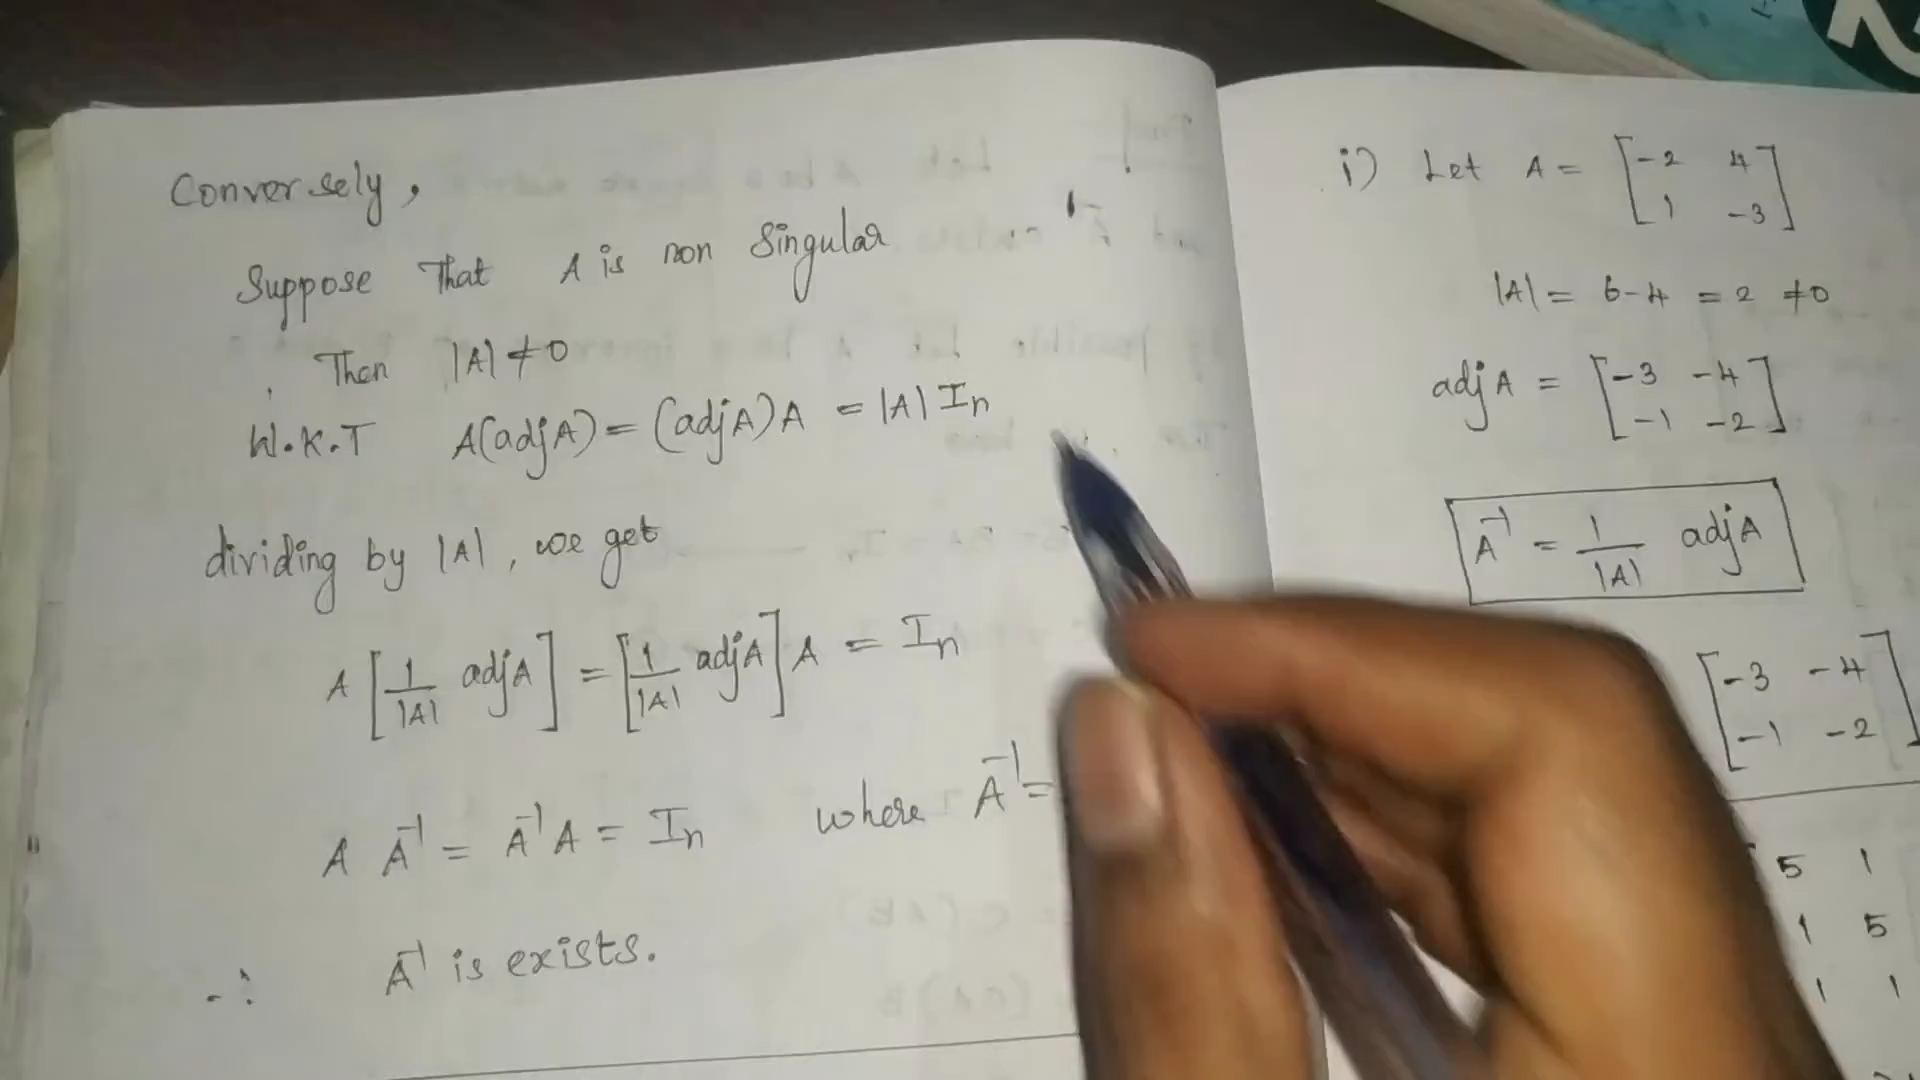 Conversely,
Suppose That A is non Singular
Then |A| ≠ 0
W.K.T A(adjA) = (adjA)A = |A| In
dividing by |A|, we get
A [1/|A| adjA] = [1/|A| adjA] A = In
A A⁻¹ = A⁻¹ A = In where A⁻¹ =
∴ A⁻¹ is exists.
i) Let A = [-2 4
1 -3]
|A| = 6-4 = 2 ≠0
adj A = [-3 -4
-1 -2]
A⁻¹ = 1/|A| adjA
[-3 -4
-1 -2]
5 1
1 5
1 1